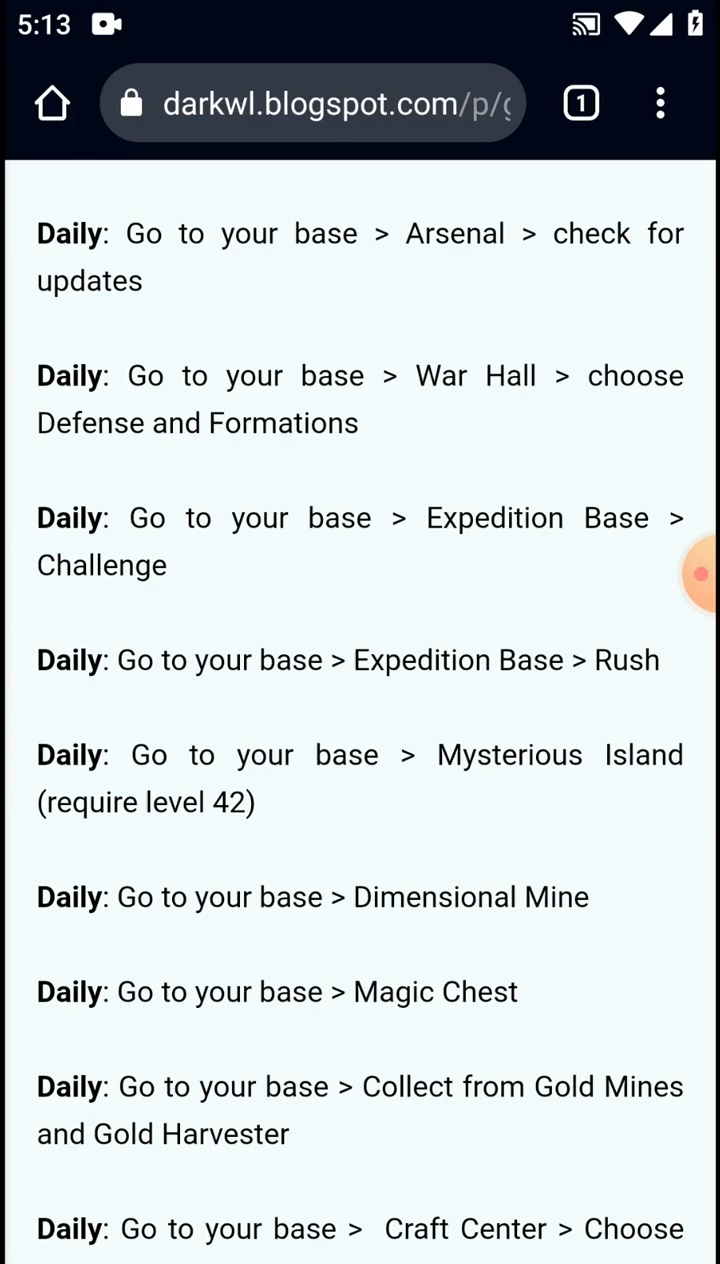 5:13
darkwl.blogspot.com/p/
1
Daily: Go to your base > Arsenal > check for
updates
Daily: Go to your base > War Hall > choose
Defense and Formations
Daily: Go to your base > Expedition Base >
Challenge
Daily: Go to your base > Expedition Base > Rush
Daily: Go to your base > Mysterious Island
(require level 42)
Daily: Go to your base > Dimensional Mine
Daily: Go to your base > Magic Chest
Daily: Go to your base > Collect from Gold Mines
and Gold Harvester
Daily: Go to your base > Craft Center > Choose